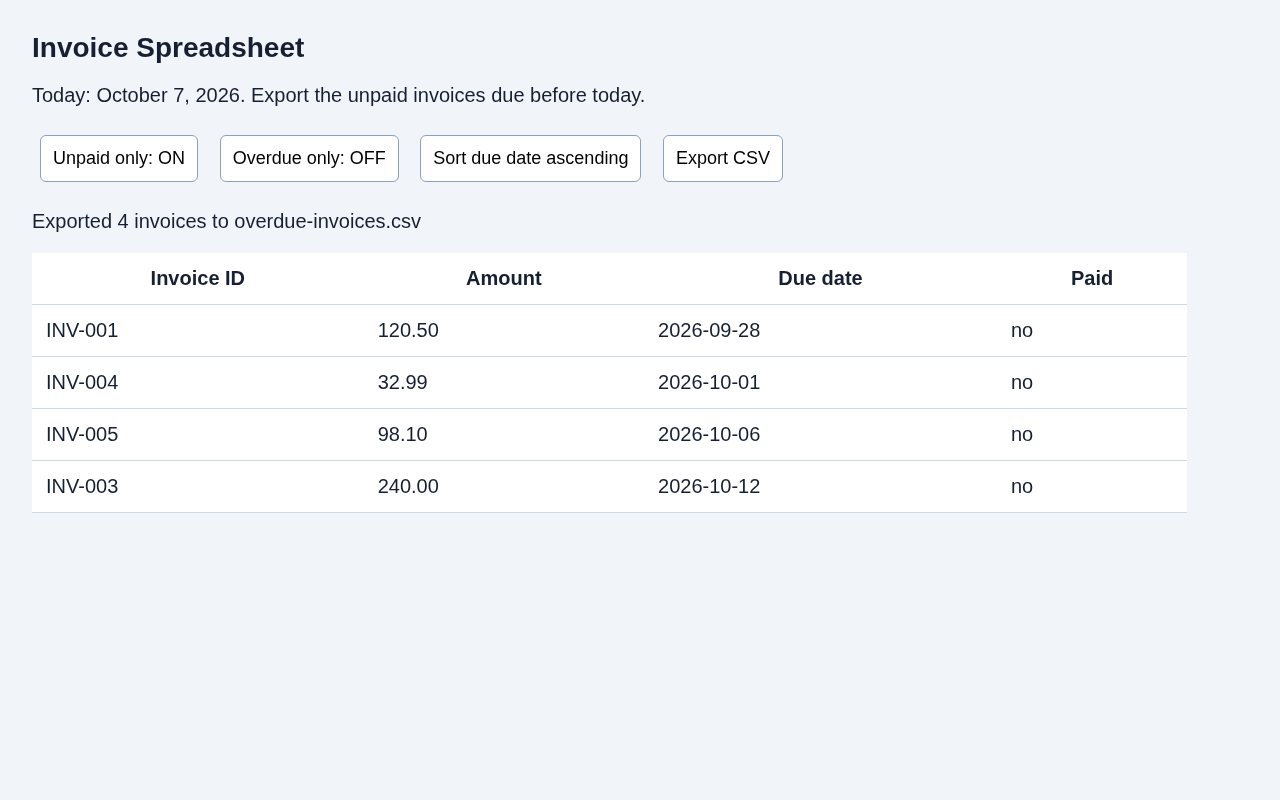 Invoice Spreadsheet
Today: October 7, 2026. Export the unpaid invoices due before today.
Unpaid only: ON Overdue only: OFF Sort due date ascending Export CSV
Exported 4 invoices to overdue-invoices.csv
Invoice ID Amount Due date Paid
INV-001 120.50 2026-09-28 no
INV-004 32.99 2026-10-01 no
INV-005 98.10 2026-10-06 no
INV-003 240.00 2026-10-12 no